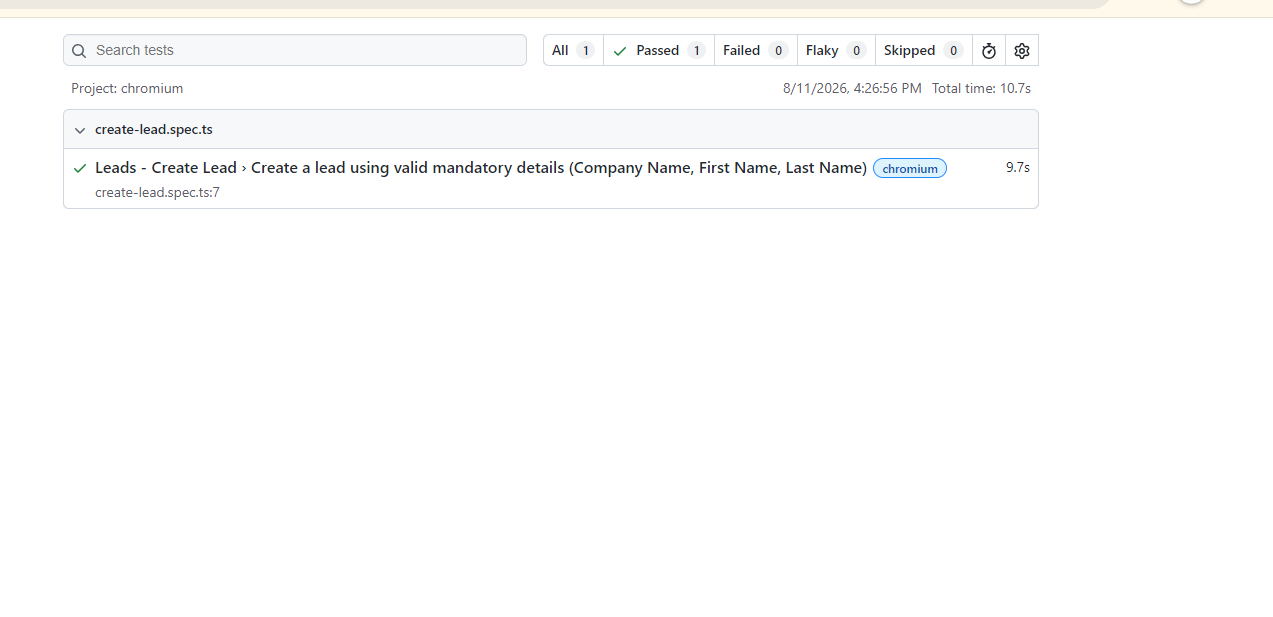 Search tests
All 1 Passed 1 Failed 0 Flaky 0 Skipped 0
Project: chromium 8/11/2026, 4:26:56 PM Total time: 10.7s
create-lead.spec.ts
Leads - Create Lead › Create a lead using valid mandatory details (Company Name, First Name, Last Name) chromium 9.7s
create-lead.spec.ts:7